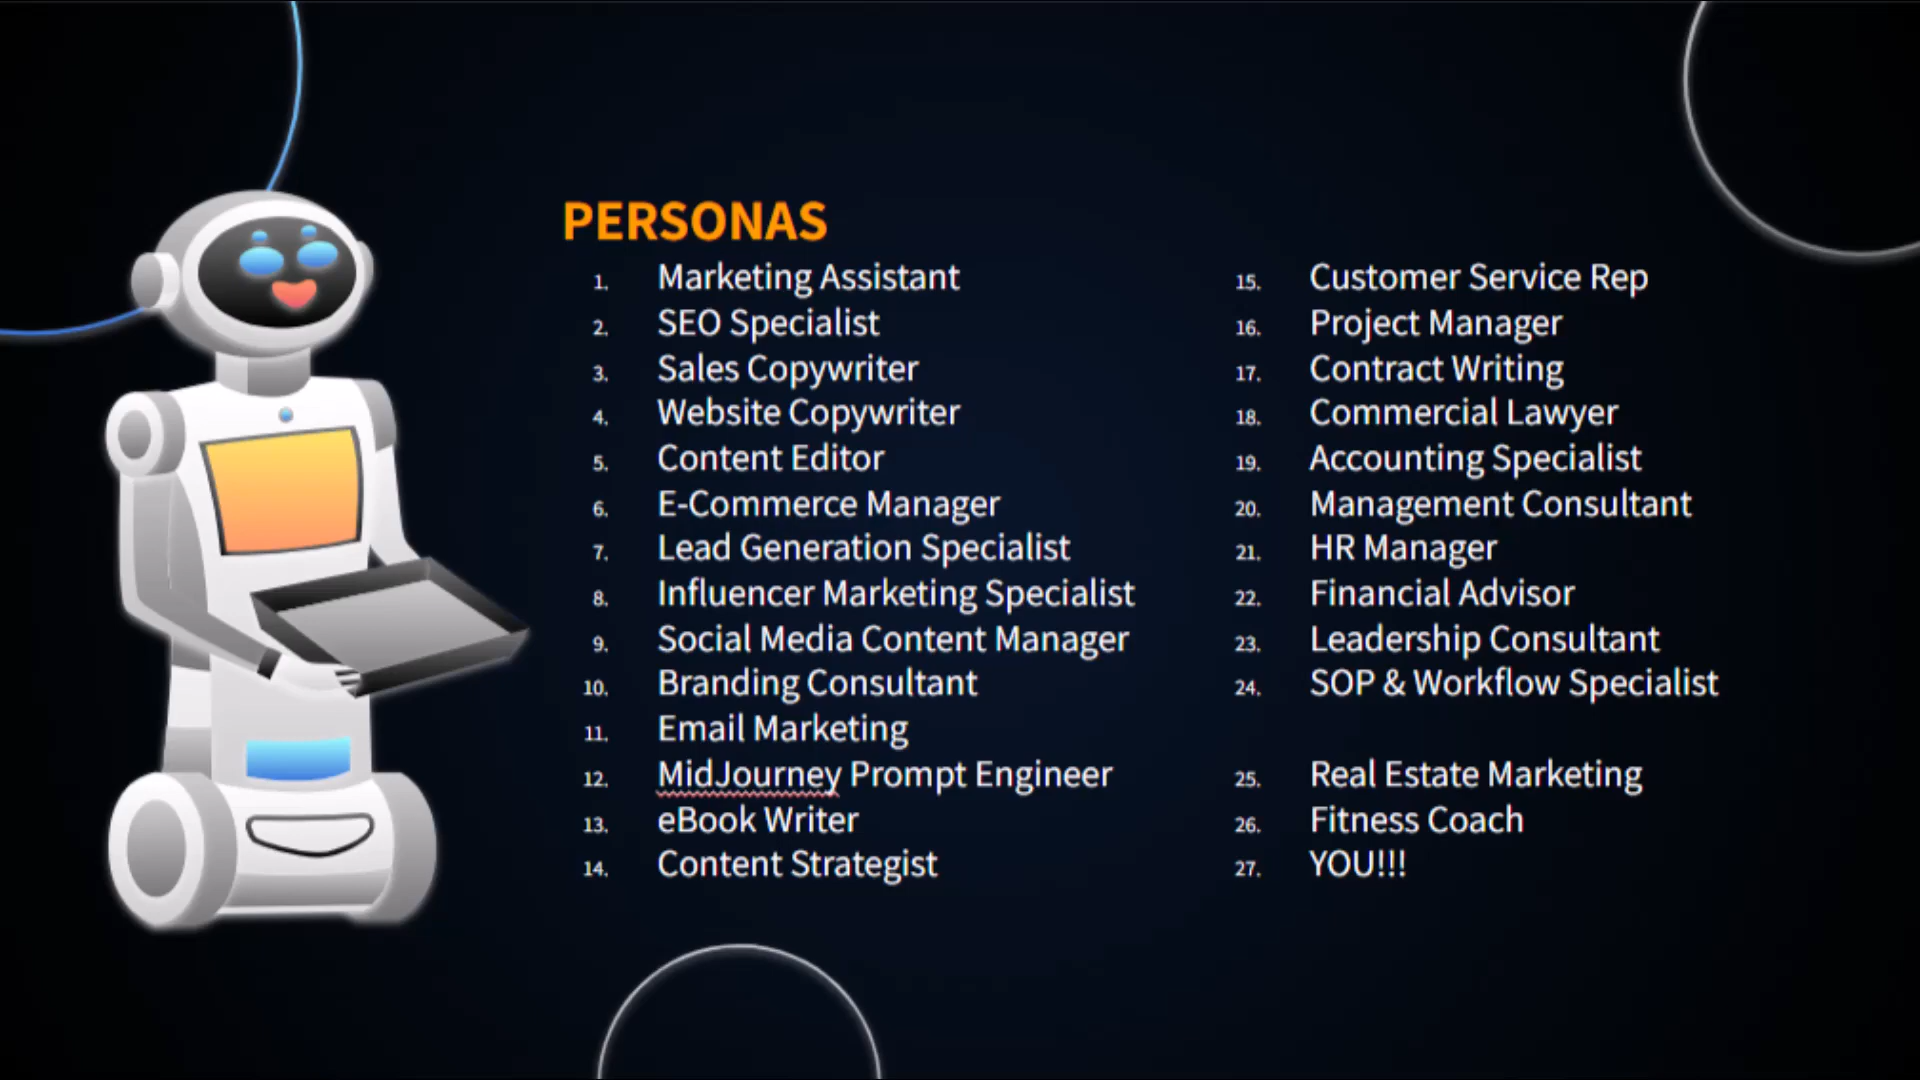 PERSONAS
1. Marketing Assistant
2. SEO Specialist
3. Sales Copywriter
4. Website Copywriter
5. Content Editor
6. E-Commerce Manager
7. Lead Generation Specialist
8. Influencer Marketing Specialist
9. Social Media Content Manager
10. Branding Consultant
11. Email Marketing
12. MidJourney Prompt Engineer
13. eBook Writer
14. Content Strategist
15. Customer Service Rep
16. Project Manager
17. Contract Writing
18. Commercial Lawyer
19. Accounting Specialist
20. Management Consultant
21. HR Manager
22. Financial Advisor
23. Leadership Consultant
24. SOP & Workflow Specialist
25. Real Estate Marketing
26. Fitness Coach
27. YOU!!!